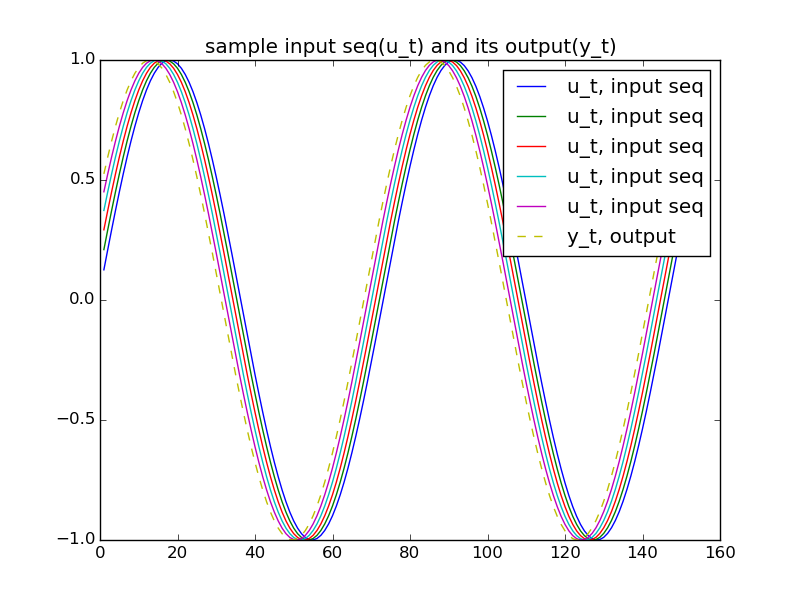 sample input seq(u_t) and its output(y_t)
1.0
0.5
0.0
−0.5
−1.0
u_t, input seq
u_t, input seq
u_t, input seq
u_t, input seq
u_t, input seq
y_t, output
0 20 40 60 80 100 120 140 160